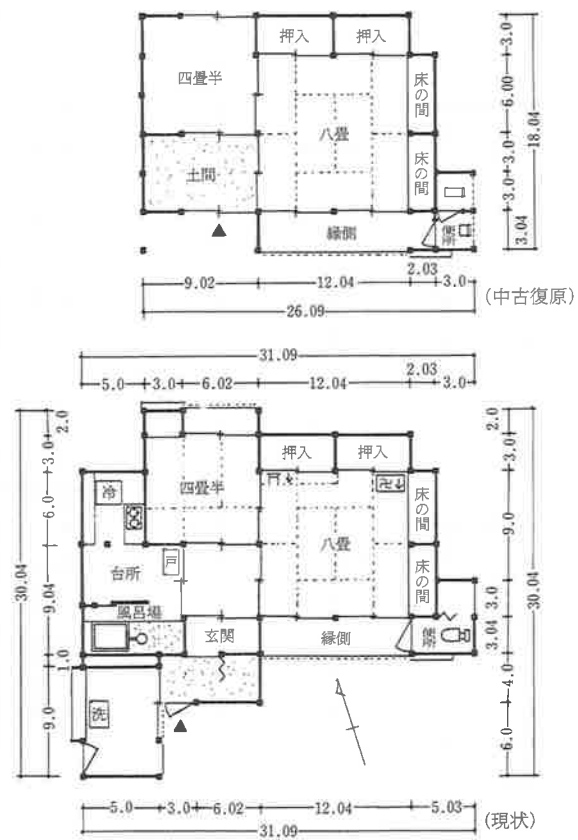 押入
押入
四畳半
八畳
床の間
土間
床の間
縁側
便所
3.0
6.00
3.0
3.0
3.04
18.04
9.02
12.04
2.03
3.0
26.09
(中古復原)
31.09
5.0
3.0
6.02
12.04
2.03
3.0
2.0
3.0
6.0
9.04
1.0
9.0
30.04
押入
押入
冷
四畳半
床の間
八畳
台所
戸
床の間
風呂場
玄関
縁側
便所
洗
2.0
3.0
9.0
3.0
3.04
4.0
6.0
30.04
5.0
3.0
6.02
12.04
5.03
31.09
(現状)